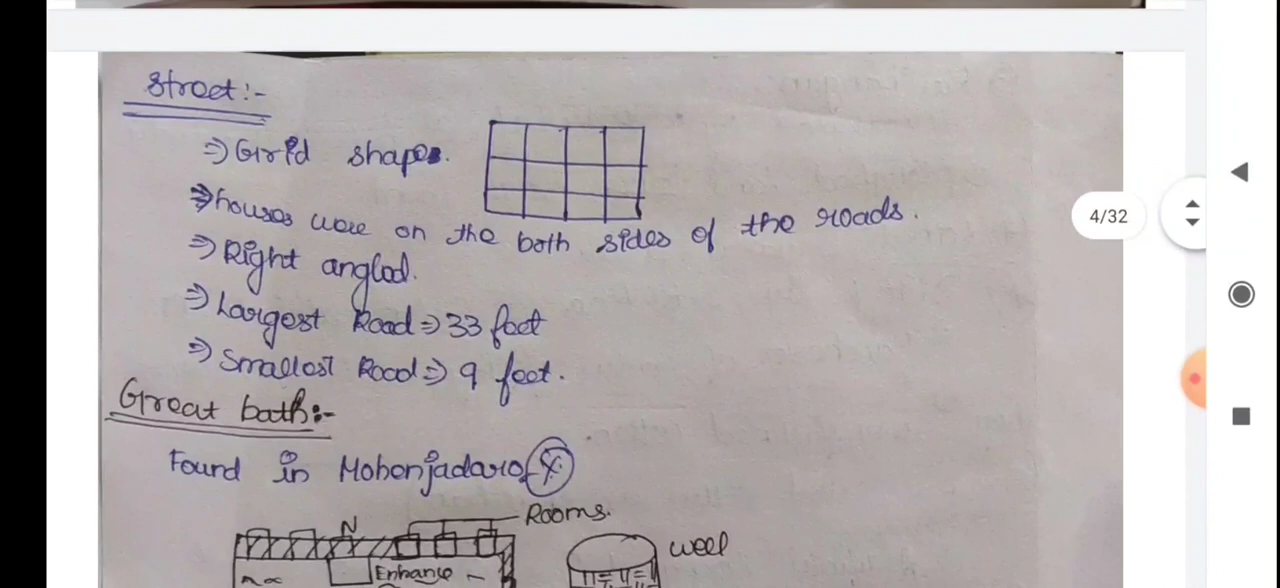 Street:-
⇒ Grid shapes.
⇒ houses were on the both sides of the roads.
⇒ Right angled.
⇒ Largest Road ⇒ 33 feet
⇒ Smallest Road ⇒ 9 feet.
Great bath:-
Found in Mohenjadaro
Rooms.
N
well
Enhance
4/32